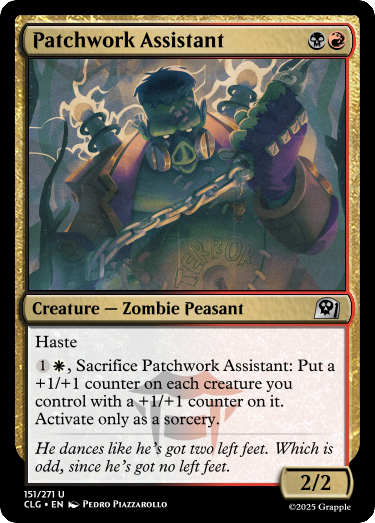 Patchwork Assistant
TERROR
Creature — Zombie Peasant
Haste
1, Sacrifice Patchwork Assistant: Put a
+1/+1 counter on each creature you
control with a +1/+1 counter on it.
Activate only as a sorcery.
He dances like he's got two left feet. Which is
odd, since he's got no left feet.
2/2
151/271 U
CLG • EN Pedro Piazzarollo
©2025 Grapple